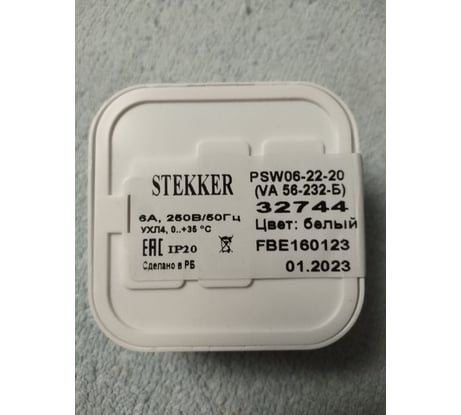 STEKKER
6А, 250В/50Гц
УХЛ4, 0..+35 °С
EAC IP20
Сделано в РБ
PSW06-22-20
(VA 56-232-Б)
32744
Цвет: белый
FBE160123
01.2023